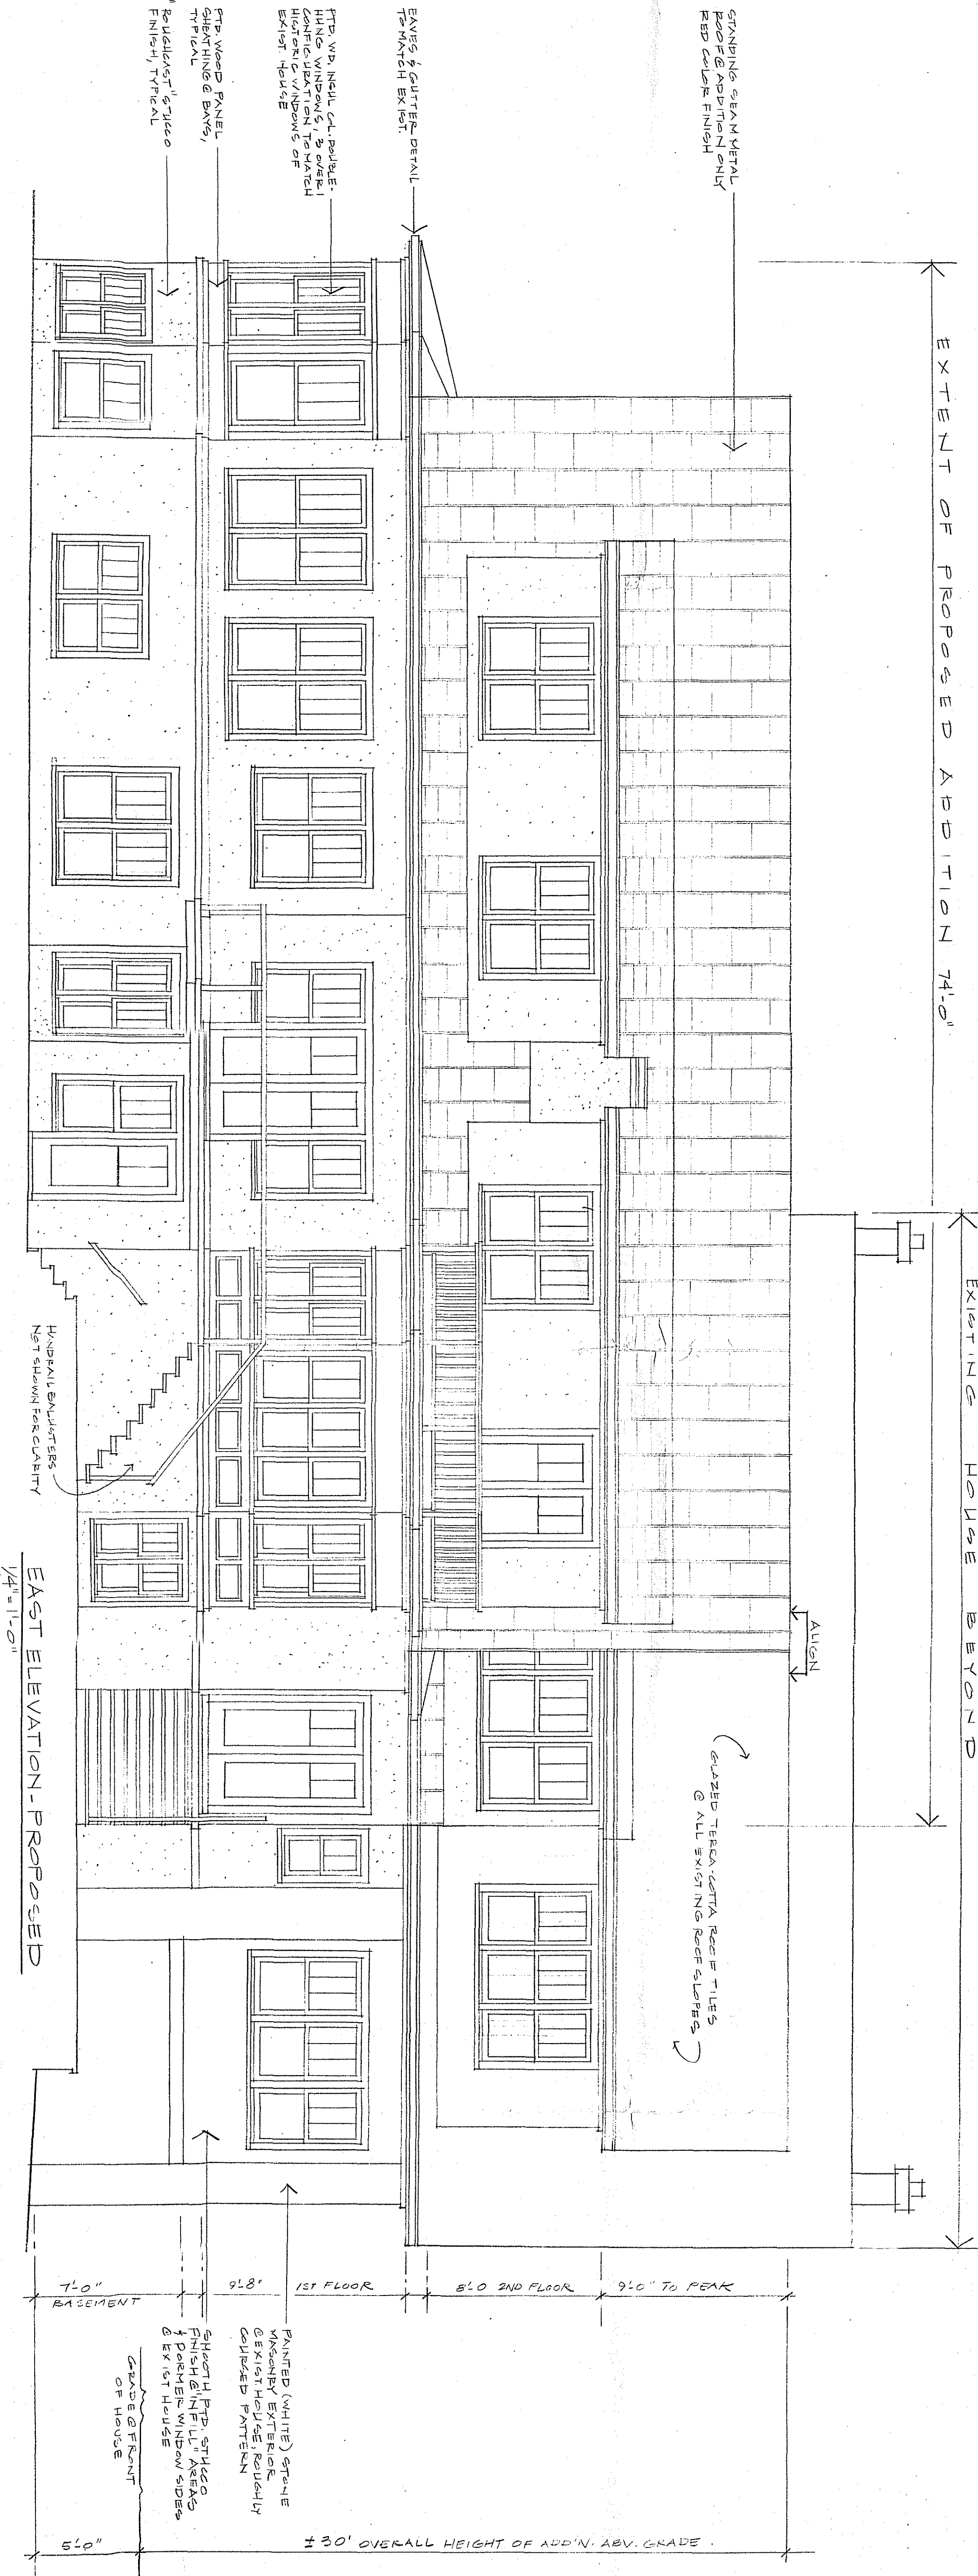 EXISTING HOUSE BEYOND
EXTENT OF PROPOSED ADDITION 74'-0"
STANDING SEAM METAL
ROOF @ ADDITION ONLY
RED COLOR FINISH
EAVES & GUTTER DETAIL
TO MATCH EXIST.
PTD. WD. INSUL GL. DOUBLE-
HUNG WINDOWS, 3 OVER 1
CONFIGURATION TO MATCH
HISTORIC WINDOWS OF
EXIST. HOUSE
PTD. WOOD PANEL
SHEATHING @ BAYS,
TYPICAL
"ROUGHCAST" STUCCO
FINISH, TYPICAL
ALIGN
GLAZED TERRA-COTTA ROOF TILES
@ ALL EXISTING ROOF SLOPES
HANDRAIL BALUSTERS
NOT SHOWN FOR CLARITY
9'-0" TO PEAK
8'-0 2ND FLOOR
9'-8" 1ST FLOOR
7'-0"
BASEMENT
PAINTED (WHITE) STONE
MASONRY EXTERIOR
@ EXIST. HOUSE, ROUGHLY
COURSED PATTERN
SMOOTH PTD. STUCCO
FINISH @ "INFILL" AREAS
& DORMER WINDOW SIDES
@ EXIST HOUSE
GRADE @ FRONT
OF HOUSE
± 30' OVERALL HEIGHT OF ADD'N. ABV. GRADE.
5'-0"
EAST ELEVATION - PROPOSED
1/4" = 1'-0"